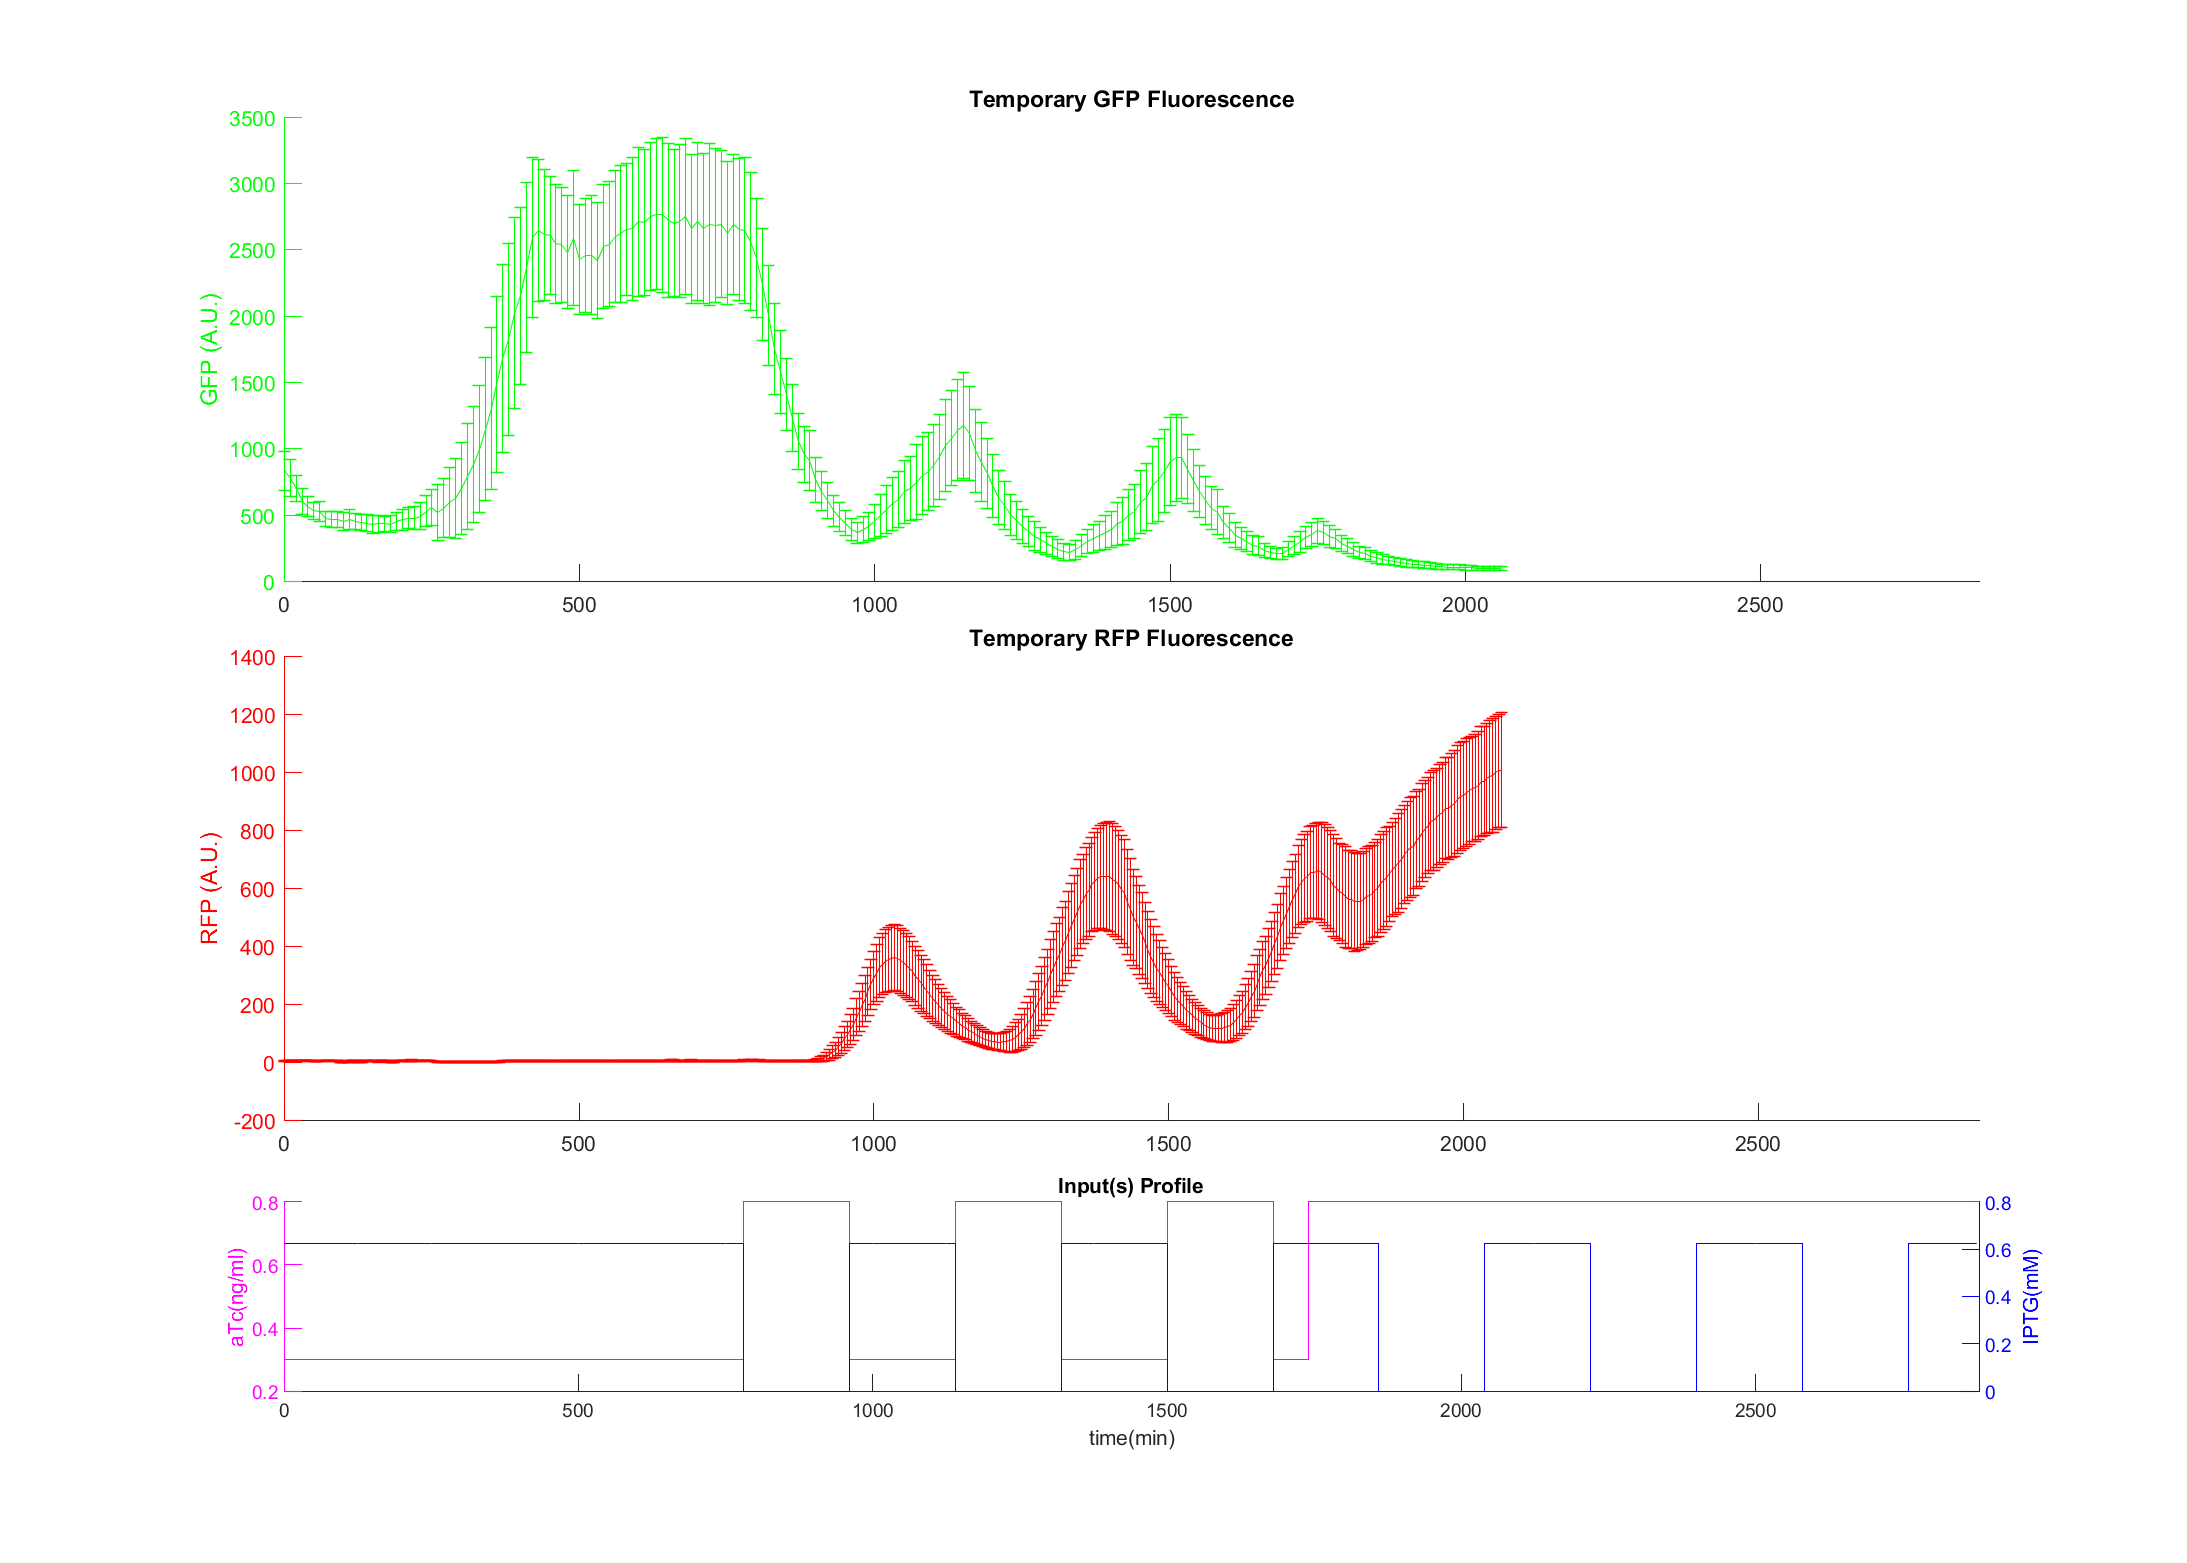 Temporary GFP Fluorescence
GFP (A.U.)
3500
3000
2500
2000
1500
1000
500
0
0 500 1000 1500 2000 2500
Temporary RFP Fluorescence
RFP (A.U.)
1400
1200
1000
800
600
400
200
0
-200
0 500 1000 1500 2000 2500
Input(s) Profile
aTc(ng/ml)
0.8
0.6
0.4
0.2
0.8
0.6
0.4
0.2
0
IPTG(mM)
0 500 1000 1500 2000 2500
time(min)